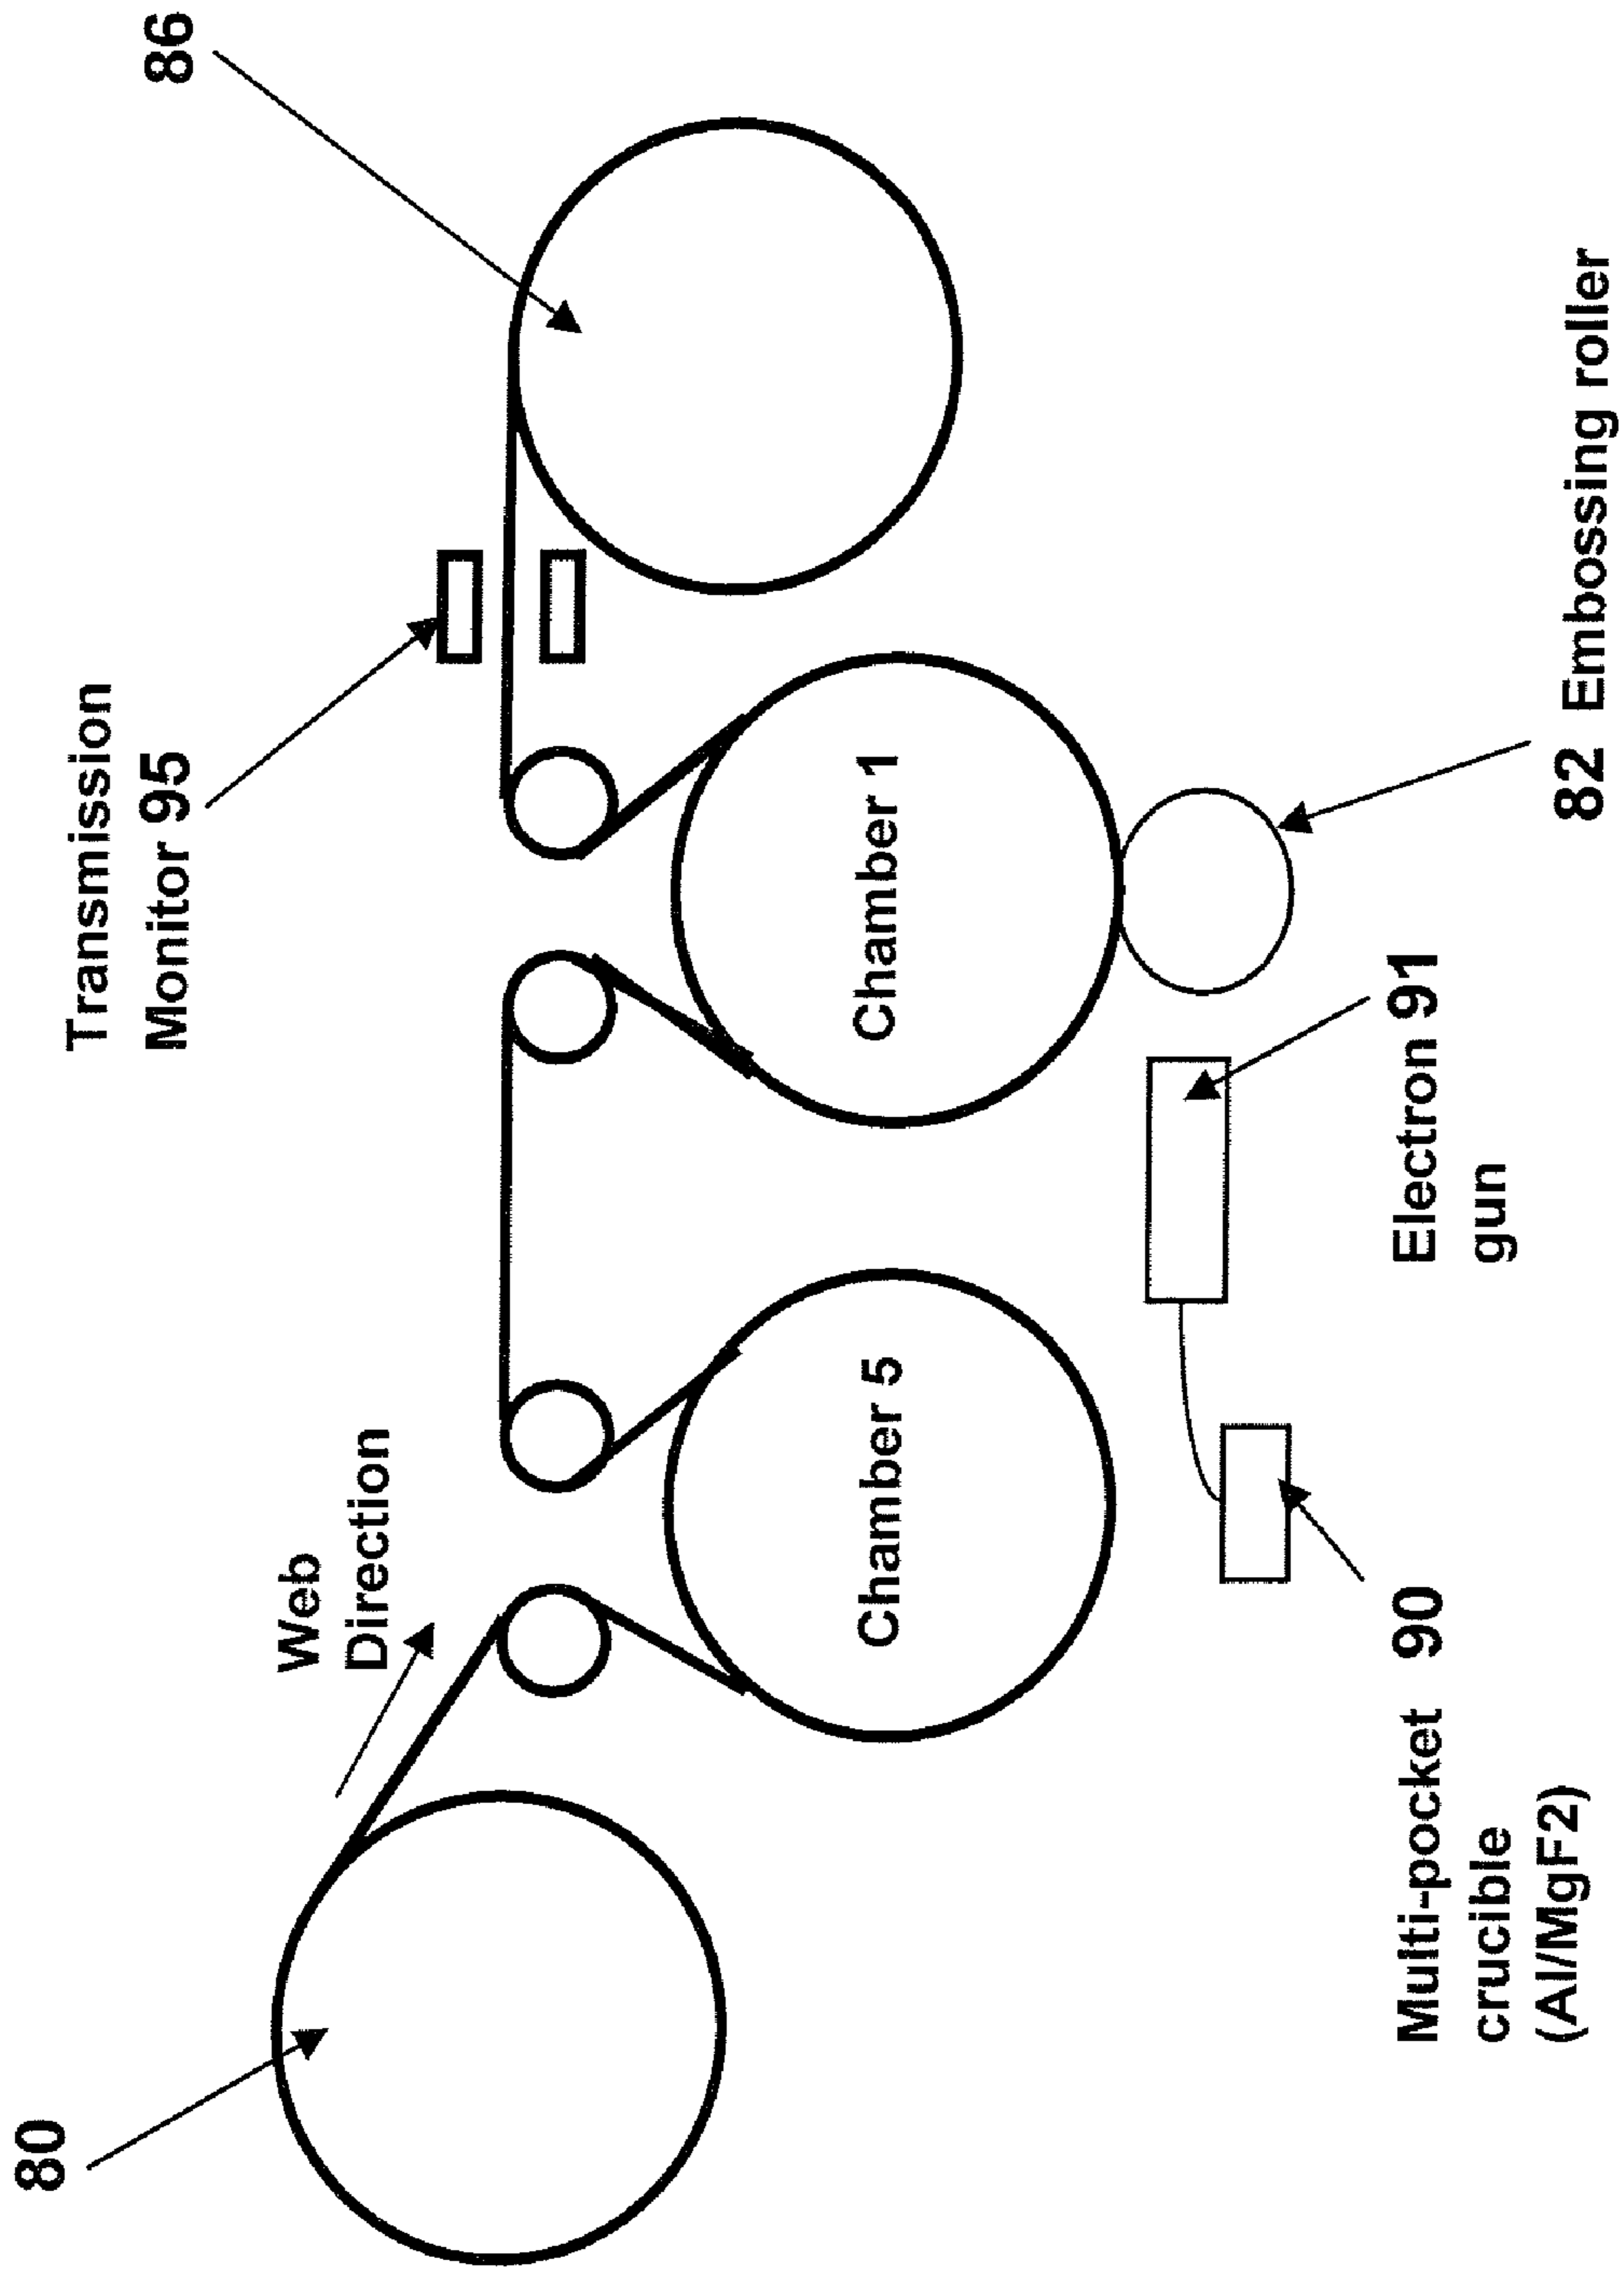 80
Web
Direction
Transmission
Monitor 95
86
Chamber 5
Chamber 1
Multi-pocket 90
crucible
(Al/MgF2)
Electron 91
gun
82 Embossing roller